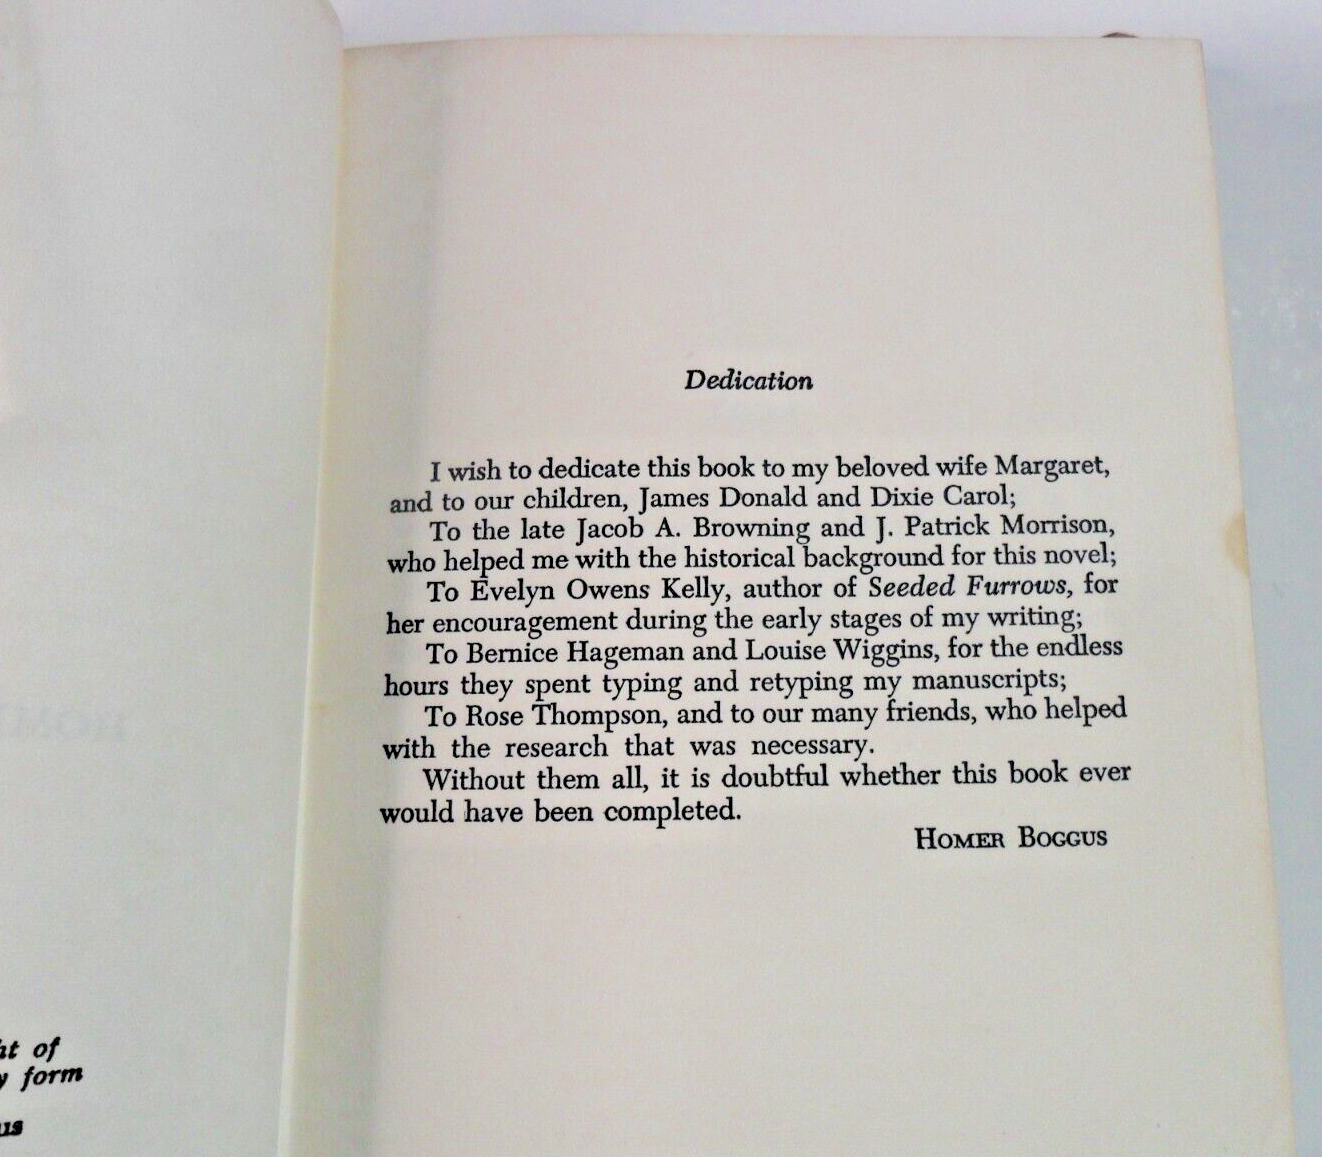 Dedication
I wish to dedicate this book to my beloved wife Margaret,
and to our children, James Donald and Dixie Carol;
To the late Jacob A. Browning and J. Patrick Morrison,
who helped me with the historical background for this novel;
To Evelyn Owens Kelly, author of Seeded Furrows, for
her encouragement during the early stages of my writing;
To Bernice Hageman and Louise Wiggins, for the endless
hours they spent typing and retyping my manuscripts;
To Rose Thompson, and to our many friends, who helped
with the research that was necessary.
Without them all, it is doubtful whether this book ever
would have been completed.
HOMER BOGGUS
of
form